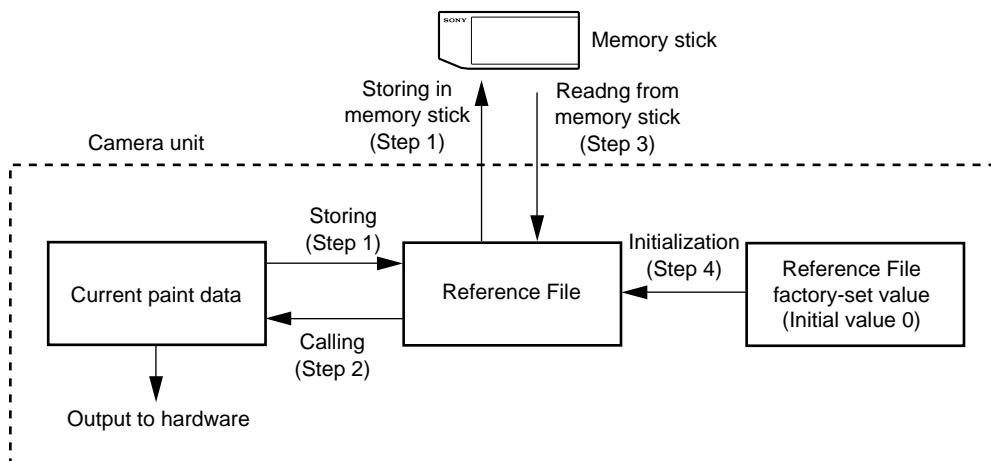 SONY
Memory stick
Storing in
memory stick
(Step 1)
Readng from
memory stick
(Step 3)
Camera unit
Storing
(Step 1)
Initialization
(Step 4)
Current paint data
Reference File
Reference File
factory-set value
(Initial value 0)
Calling
(Step 2)
Output to hardware